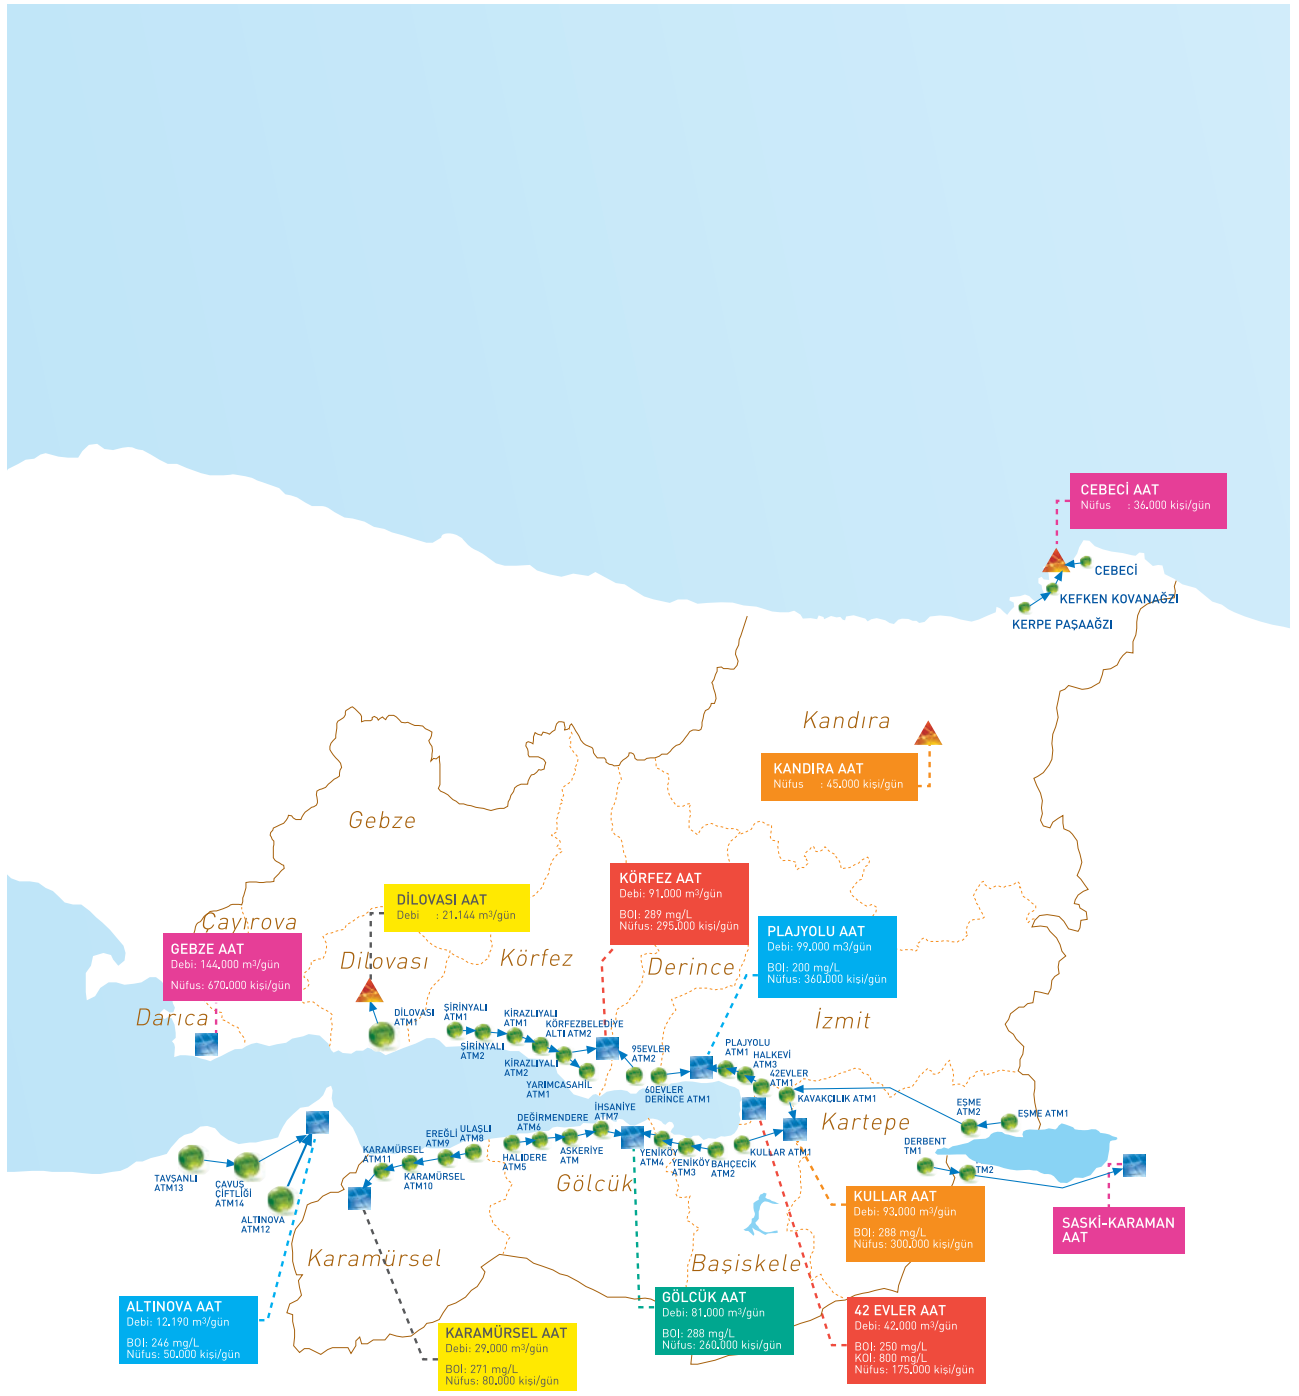 CEBECİ AAT
Nüfus : 36.000 kişi/gün
CEBECİ
KEFKEN KOVANAĞZI
KERPE PAŞAAĞZI
Kandıra
KANDIRA AAT
Nüfus : 45.000 kişi/gün
Gebze
Çayırova
GEBZE AAT
Debi: 144.000 m³/gün
Nüfus: 670.000 kişi/gün
Darıca
DİLOVASI AAT
Debi : 21.144 m³/gün
Dilovası
DİLOVASI
ATM1
Körfez
KÖRFEZ AAT
Debi: 91.000 m³/gün
BOI: 289 mg/L
Nüfus: 295.000 kişi/gün
Derince
PLAJYOLU AAT
Debi: 99.000 m3/gün
BOI: 200 mg/L
Nüfus: 360.000 kişi/gün
İzmit
ŞİRİNYALI
ATM1
ŞİRİNYALI
ATM2
KİRAZLIYALI
ATM1
KİRAZLIYALI
ATM2
KÖRFEZBELEDİYE
ALTI ATM2
YARIMCASAHİL
ATM1
95EVLER
ATM2
60EVLER
DERİNCE ATM1
PLAJYOLU
ATM1
HALKEVİ
ATM3
42EVLER
ATM1
KAVAKÇILIK ATM1
Kartepe
EŞME
ATM2
EŞME ATM1
DERBENT
TM1
TM2
İHSANİYE
ATM7
DEĞİRMENDERE
ATM6
ULAŞLI
ATM8
EREĞLİ
ATM9
KARAMÜRSEL
ATM11
KARAMÜRSEL
ATM10
HALIDERE
ATM5
ASKERİYE
ATM
YENİKÖY
ATM4
YENİKÖY
ATM3
BAHÇECİK
ATM2
KULLAR ATM1
TAVŞANLI
ATM13
ÇAVUŞ
ÇİFTLİĞİ
ATM14
ALTINOVA
ATM12
Gölcük
Karamürsel
Başiskele
KULLAR AAT
Debi: 93.000 m³/gün
BOI: 288 mg/L
Nüfus: 300.000 kişi/gün
SASKİ-KARAMAN
AAT
ALTINOVA AAT
Debi: 12.190 m³/gün
BOI: 246 mg/L
Nüfus: 50.000 kişi/gün
KARAMÜRSEL AAT
Debi: 29.000 m³/gün
BOI: 271 mg/L
Nüfus: 80.000 kişi/gün
GÖLCÜK AAT
Debi: 81.000 m³/gün
BOI: 288 mg/L
Nüfus: 260.000 kişi/gün
42 EVLER AAT
Debi: 42.000 m³/gün
BOI: 250 mg/L
KOI: 800 mg/L
Nüfus: 175.000 kişi/gün